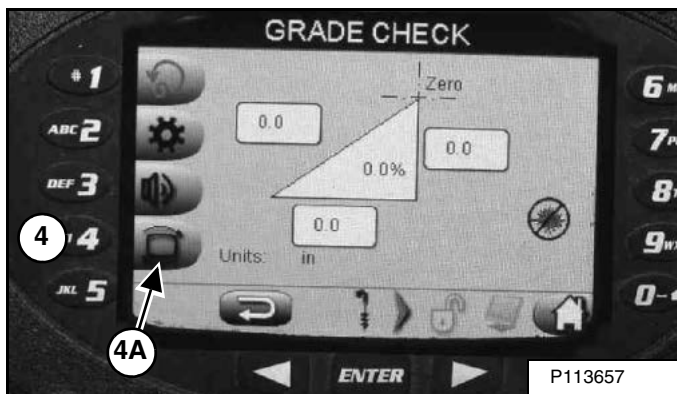 GRADE CHECK
# 1
ABC 2
DEF 3
4 4
JKL 5
4A
Zero
0.0
0.0
0.0%
0.0
Units: in
6
7
8
9
0
ENTER
P113657